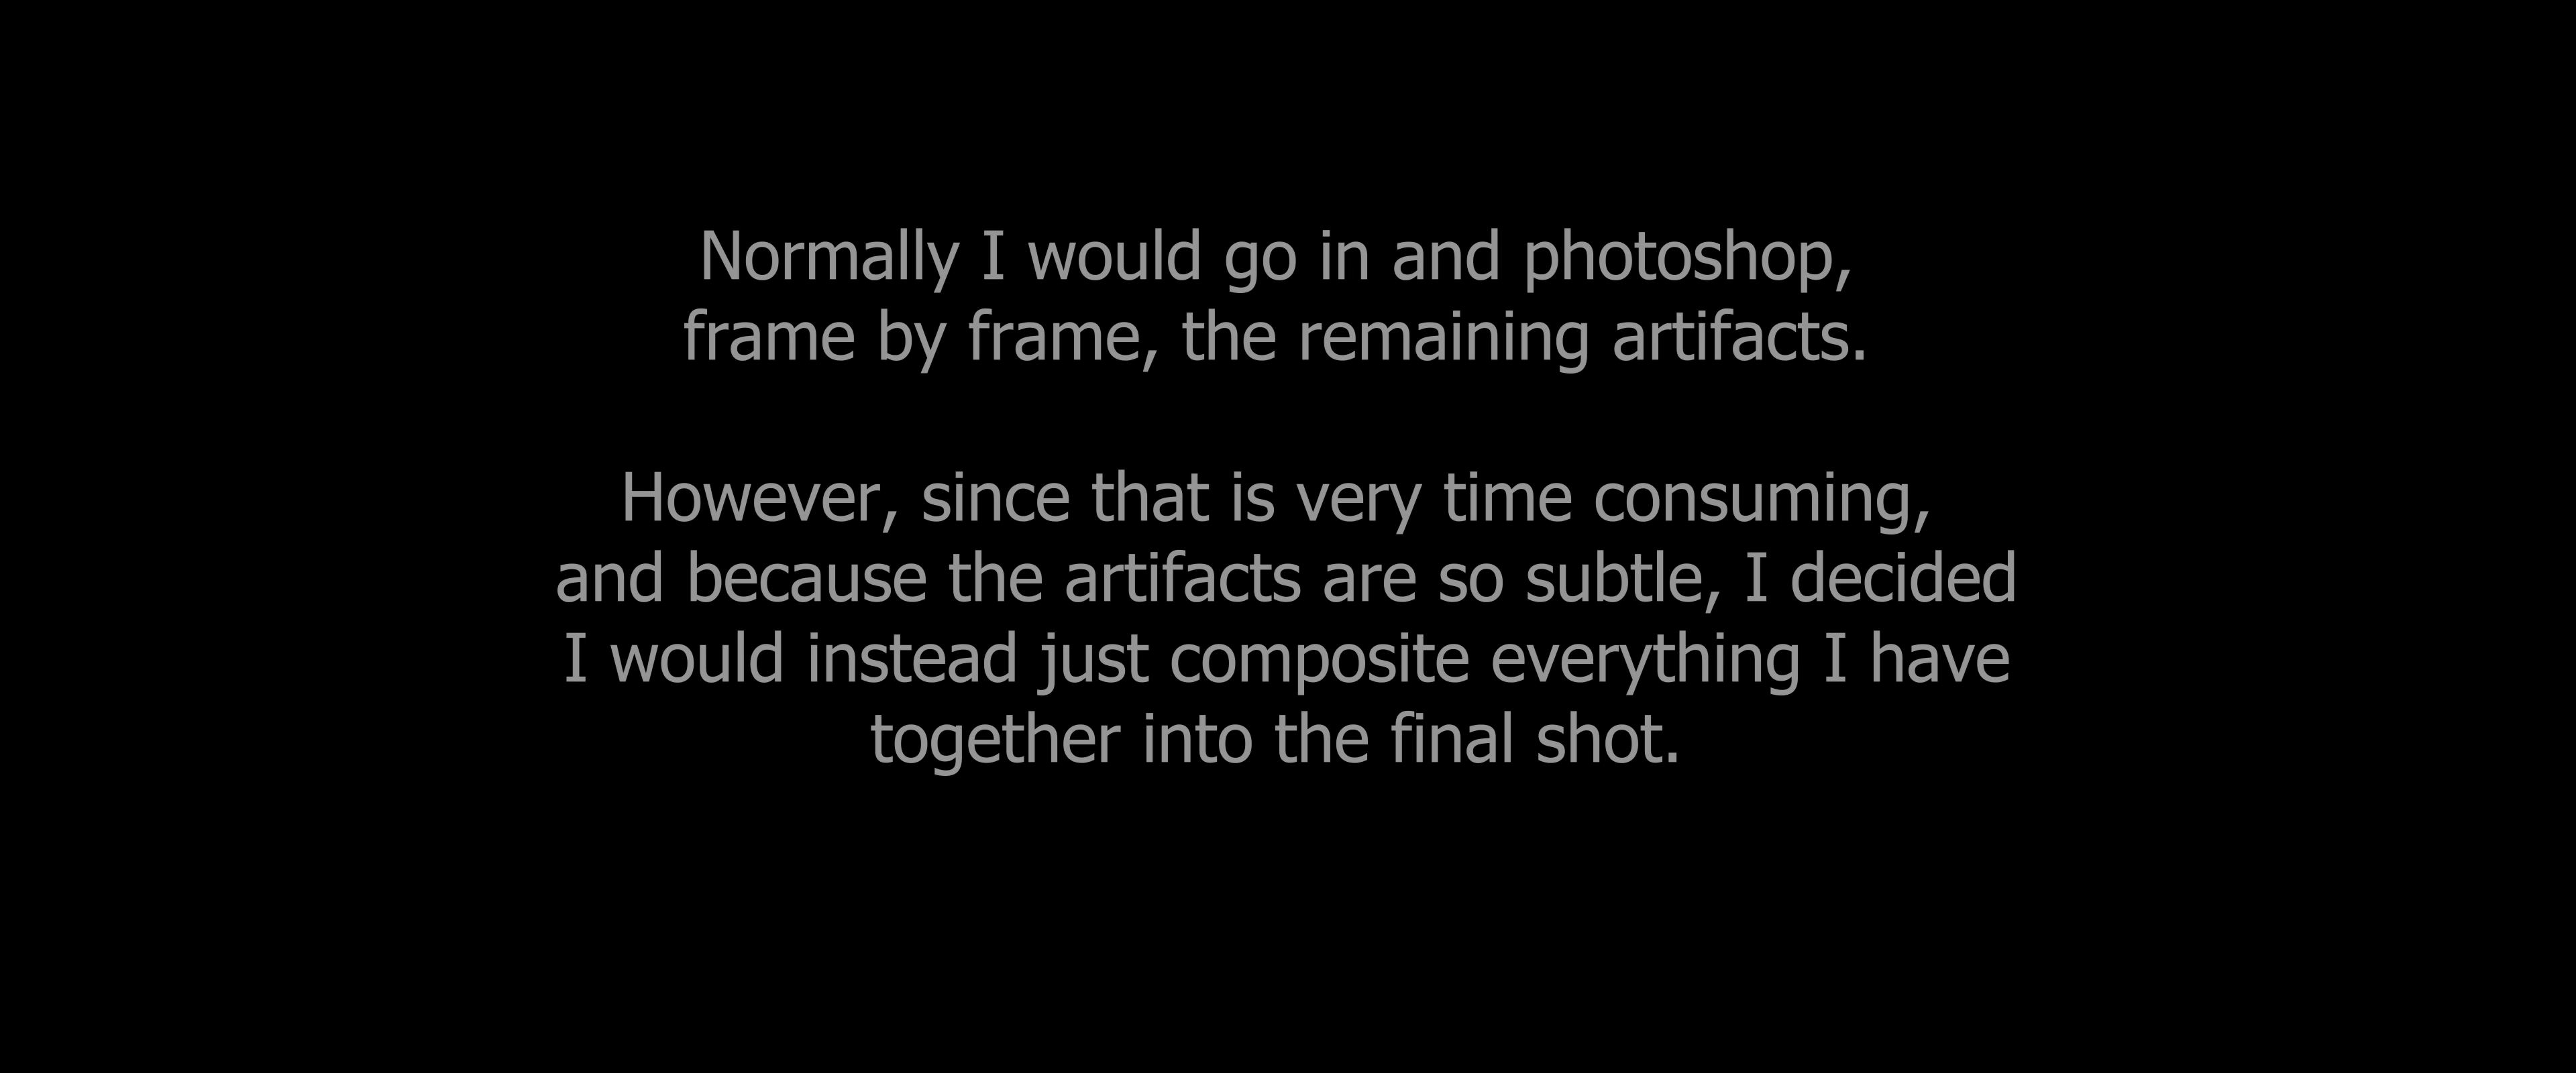 Normally I would go in and photoshop,
frame by frame, the remaining artifacts.
However, since that is very time consuming,
and because the artifacts are so subtle, I decided
I would instead just composite everything I have
together into the final shot.